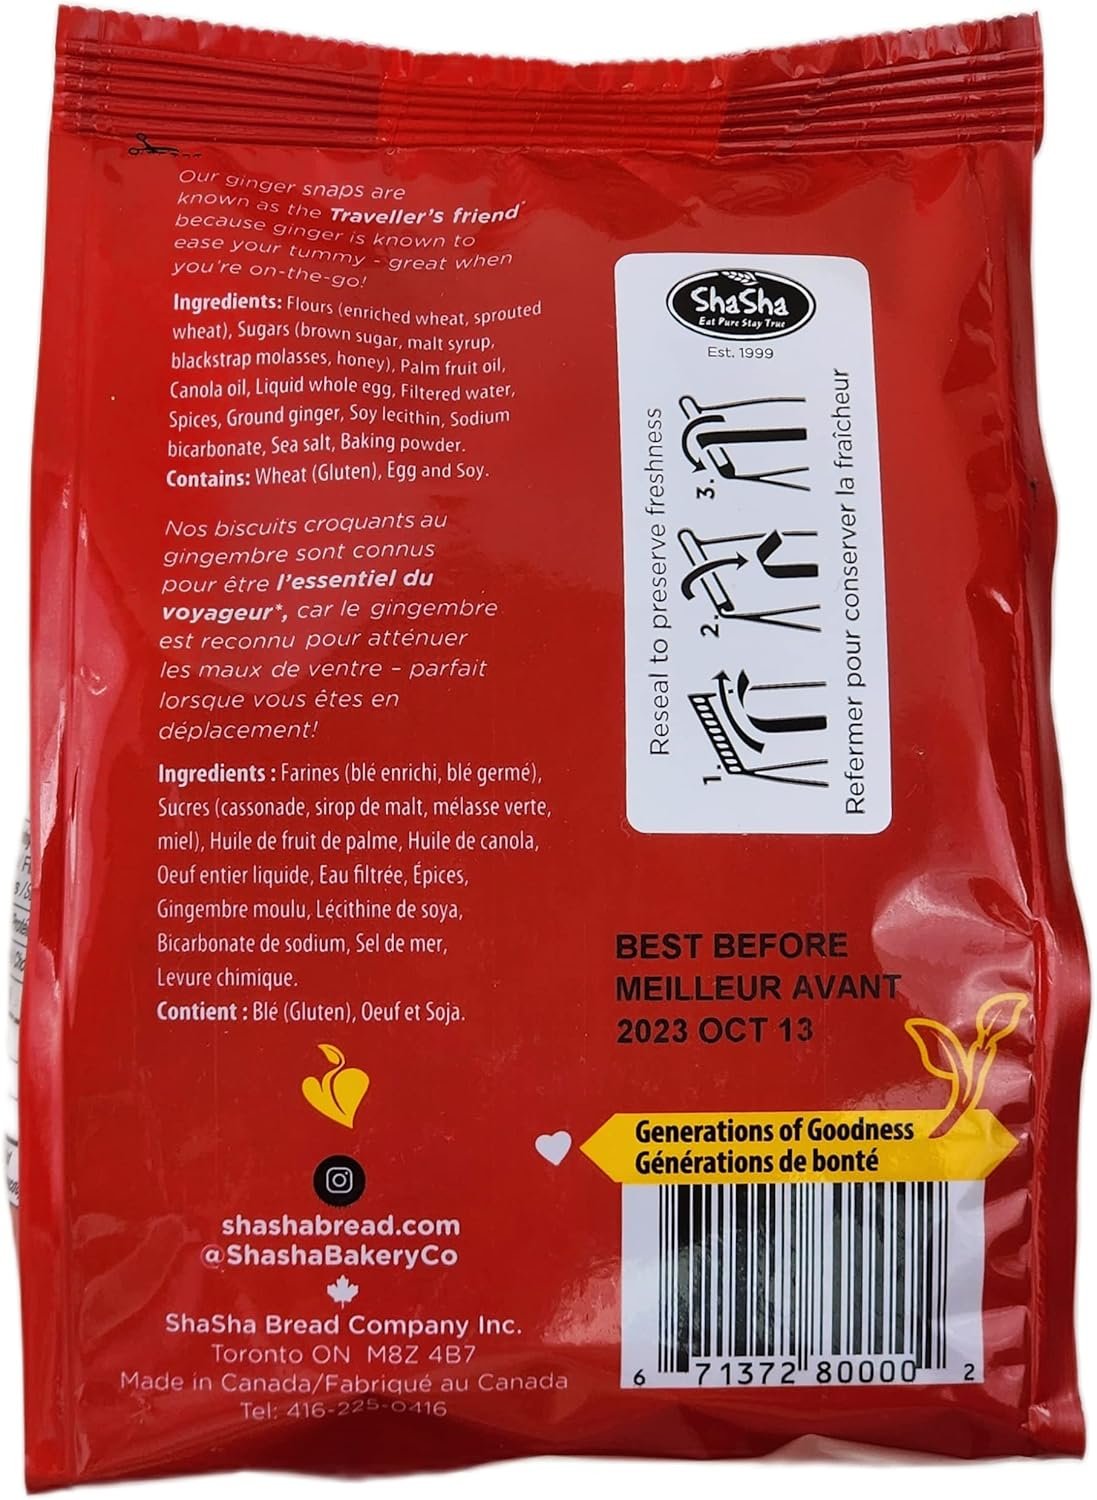 Our ginger snaps are
known as the Traveller's friend*
because ginger is known to
ease your tummy - great when
you're on-the-go!
Ingredients: Flours (enriched wheat, sprouted
wheat), Sugars (brown sugar, malt syrup,
blackstrap molasses, honey), Palm fruit oil,
Canola oil, Liquid whole egg, Filtered water,
Spices, Ground ginger, Soy lecithin, Sodium
bicarbonate, Sea salt, Baking powder.
Contains: Wheat (Gluten), Egg and Soy.
Nos biscuits croquants au
gingembre sont connus
pour être l'essentiel du
voyageur*, car le gingembre
est reconnu pour atténuer
les maux de ventre – parfait
lorsque vous êtes en
déplacement!
Ingredients : Farines (blé enrichi, blé germé),
Sucres (cassonade, sirop de malt, mélasse verte,
miel), Huile de fruit de palme, Huile de canola,
Oeuf entier liquide, Eau filtrée, Épices,
Gingembre moulu, Lécithine de soya,
Bicarbonate de sodium, Sel de mer,
Levure chimique.
Contient : Blé (Gluten), Oeuf et Soja.
shashabread.com
@ShashaBakeryCo
ShaSha Bread Company Inc.
Toronto ON M8Z 4B7
Made in Canada/Fabriqué au Canada
Tel: 416-225-0416
ShaSha
Eat Pure Stay True
Est. 1999
Reseal to preserve freshness
1.
2.
3.
Refermer pour conserver la fraîcheur
BEST BEFORE
MEILLEUR AVANT
2023 OCT 13
Generations of Goodness
Générations de bonté
6 71372 80000 2